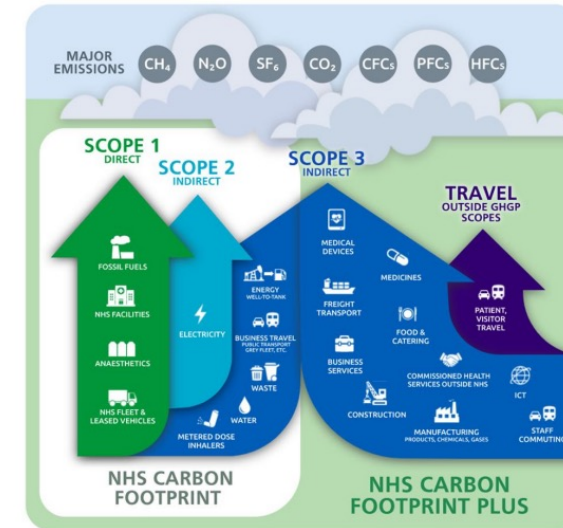 MAJOR
EMISSIONS
CH₄
N₂O
SF₆
CO₂
CFCs
PFCs
HFCs
SCOPE 1
DIRECT
SCOPE 2
INDIRECT
SCOPE 3
INDIRECT
TRAVEL
OUTSIDE GHGP
SCOPES
FOSSIL FUELS
NHS FACILITIES
ANAESTHETICS
NHS FLEET &
LEASED VEHICLES
ELECTRICITY
ENERGY
WELL-TO-TANK
BUSINESS TRAVEL
PUBLIC TRANSPORT
GREY FLEET, ETC.
WASTE
WATER
METERED DOSE
INHALERS
MEDICAL
DEVICES
MEDICINES
FREIGHT
TRANSPORT
FOOD &
CATERING
BUSINESS
SERVICES
COMMISSIONED HEALTH
SERVICES OUTSIDE NHS
CONSTRUCTION
MANUFACTURING
PRODUCTS, CHEMICALS, GASES
ICT
STAFF
COMMUTING
PATIENT,
VISITOR
TRAVEL
NHS CARBON
FOOTPRINT
NHS CARBON
FOOTPRINT PLUS